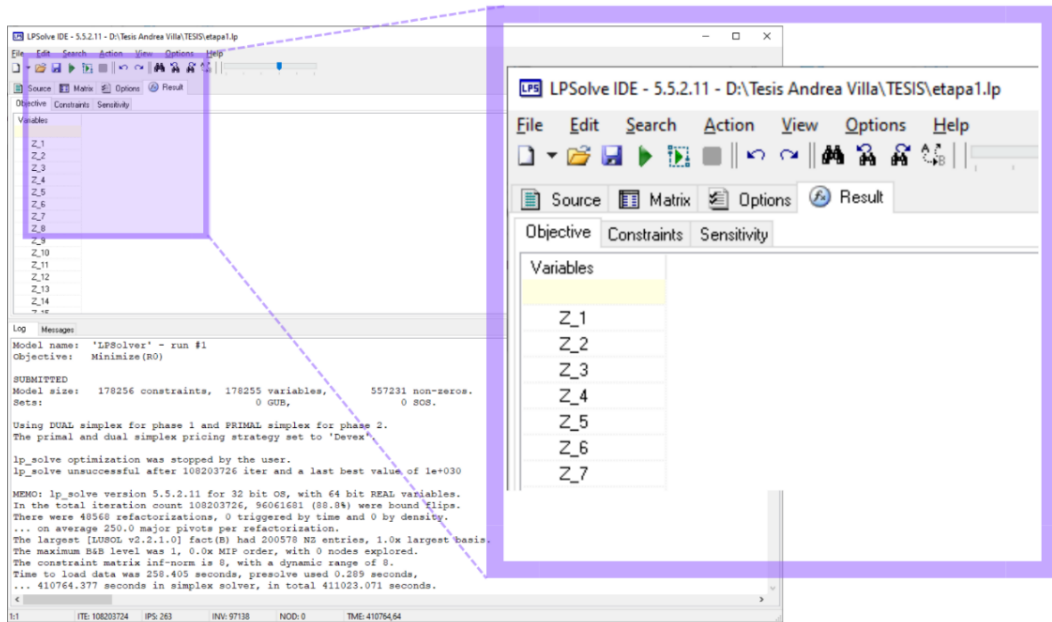 LPSolve IDE - 5.5.2.11 - D:\Tesis Andrea Villa\TESIS\etapa1.lp
File Edit Search Action View Options Help
Source Matrix Options Result
Objective Constraints Sensitivity
Variables
Z_1
Z_2
Z_3
Z_4
Z_5
Z_6
Z_7
Z_8
Z_9
Z_10
Z_11
Z_12
Z_13
Z_14
Z_15
Log Messages
Model name: 'LPSolver' - run #1
Objective: Minimize(R0)
SUBMITTED
Model size: 178256 constraints, 178255 variables, 557231 non-zeros.
Sets: 0 GUB, 0 SOS.
Using DUAL simplex for phase 1 and PRIMAL simplex for phase 2.
The primal and dual simplex pricing strategy set to 'Devex'.
lp_solve optimization was stopped by the user.
lp_solve unsuccessful after 108203726 iter and a last best value of 1e+030
MEMO: lp_solve version 5.5.2.11 for 32 bit OS, with 64 bit REAL variables.
In the total iteration count 108203726, 96061681 (88.8%) were bound flips.
There were 48568 refactorizations, 0 triggered by time and 0 by density.
... on average 250.0 major pivots per refactorization.
The largest [LUSOL v2.2.1.0] fact(B) had 200578 NZ entries, 1.0x largest basis.
The maximum B&B level was 1, 0.0x MIP order, with 0 nodes explored.
The constraint matrix inf-norm is 8, with a dynamic range of 8.
Time to load data was 258.405 seconds, presolve used 0.289 seconds,
... 410764.377 seconds in simplex solver, in total 411023.071 seconds.
1:1 ITE: 108203724 IPS: 263 INV: 97138 NOD: 0 TME: 410764,64
LPS LPSolve IDE - 5.5.2.11 - D:\Tesis Andrea Villa\TESIS\etapa1.lp
File Edit Search Action View Options Help
Source Matrix Options Result
Objective Constraints Sensitivity
Variables
Z_1
Z_2
Z_3
Z_4
Z_5
Z_6
Z_7